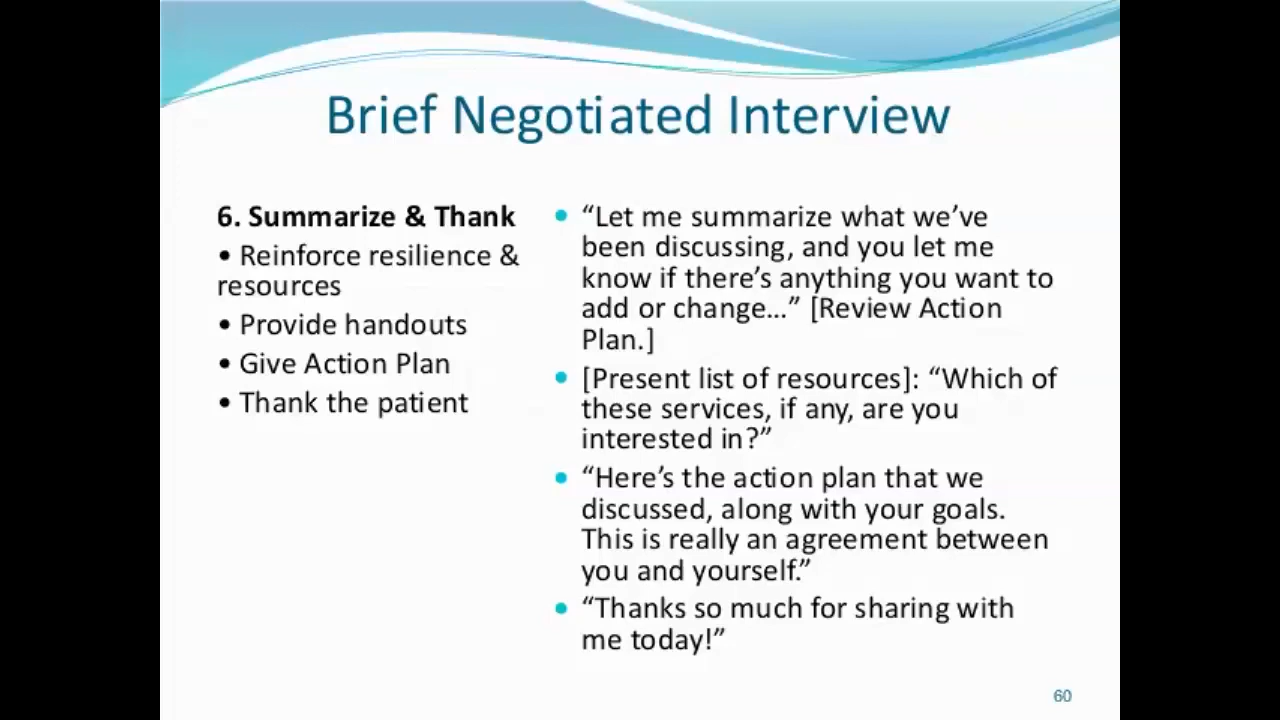 Brief Negotiated Interview
6. Summarize & Thank
• Reinforce resilience &
resources
• Provide handouts
• Give Action Plan
• Thank the patient
• “Let me summarize what we’ve
been discussing, and you let me
know if there’s anything you want to
add or change…” [Review Action
Plan.]
• [Present list of resources]: “Which of
these services, if any, are you
interested in?”
• “Here’s the action plan that we
discussed, along with your goals.
This is really an agreement between
you and yourself.”
• “Thanks so much for sharing with
me today!”
60